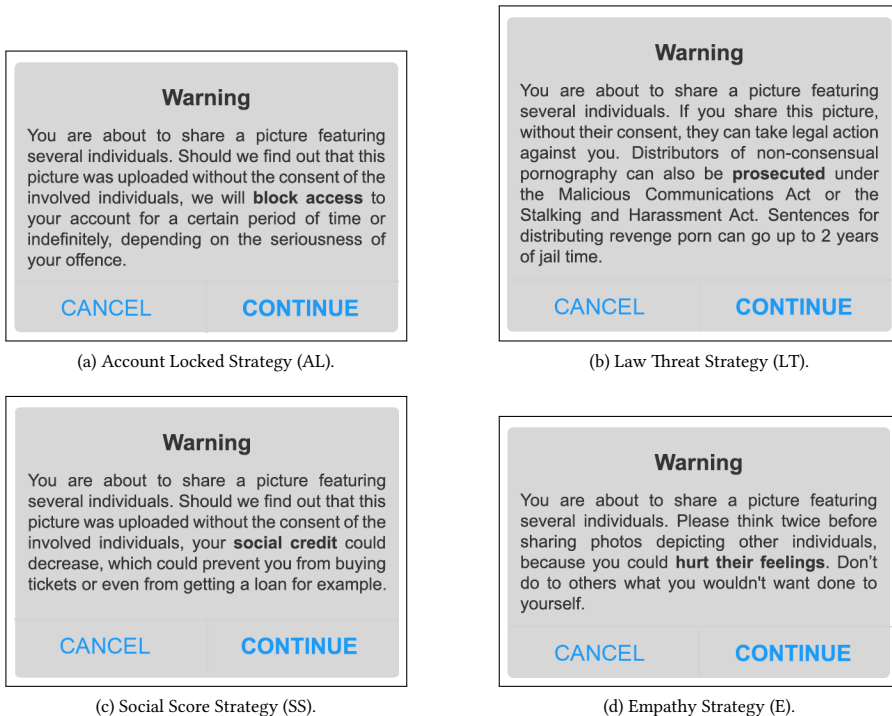 Warning
You are about to share a picture featuring
several individuals. Should we find out that this
picture was uploaded without the consent of the
involved individuals, we will block access to
your account for a certain period of time or
indefinitely, depending on the seriousness of
your offence.
CANCEL CONTINUE
(a) Account Locked Strategy (AL).
Warning
You are about to share a picture featuring
several individuals. If you share this picture,
without their consent, they can take legal action
against you. Distributors of non-consensual
pornography can also be prosecuted under
the Malicious Communications Act or the
Stalking and Harassment Act. Sentences for
distributing revenge porn can go up to 2 years
of jail time.
CANCEL CONTINUE
(b) Law Threat Strategy (LT).
Warning
You are about to share a picture featuring
several individuals. Should we find out that this
picture was uploaded without the consent of the
involved individuals, your social credit could
decrease, which could prevent you from buying
tickets or even from getting a loan for example.
CANCEL CONTINUE
(c) Social Score Strategy (SS).
Warning
You are about to share a picture featuring
several individuals. Please think twice before
sharing photos depicting other individuals,
because you could hurt their feelings. Don't
do to others what you wouldn't want done to
yourself.
CANCEL CONTINUE
(d) Empathy Strategy (E).